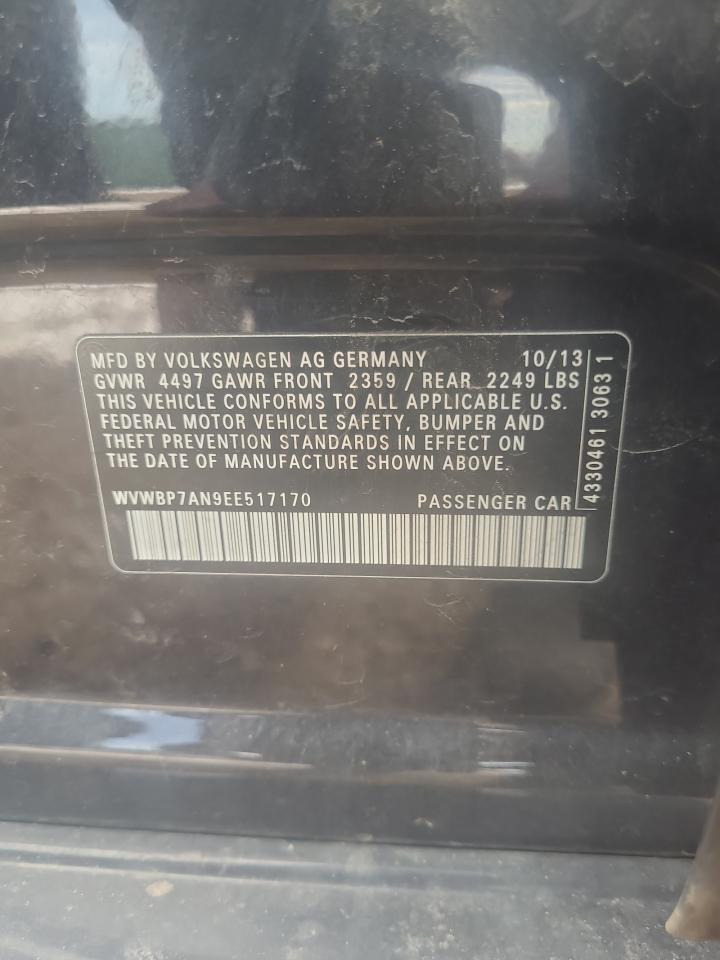 MFD BY VOLKSWAGEN AG GERMANY 10/13
GVWR 4497 GAWR FRONT 2359 / REAR 2249 LBS
THIS VEHICLE CONFORMS TO ALL APPLICABLE U.S.
FEDERAL MOTOR VEHICLE SAFETY, BUMPER AND
THEFT PREVENTION STANDARDS IN EFFECT ON
THE DATE OF MANUFACTURE SHOWN ABOVE.
WVWBP7AN9EE517170 PASSENGER CAR
4330461 3063 1